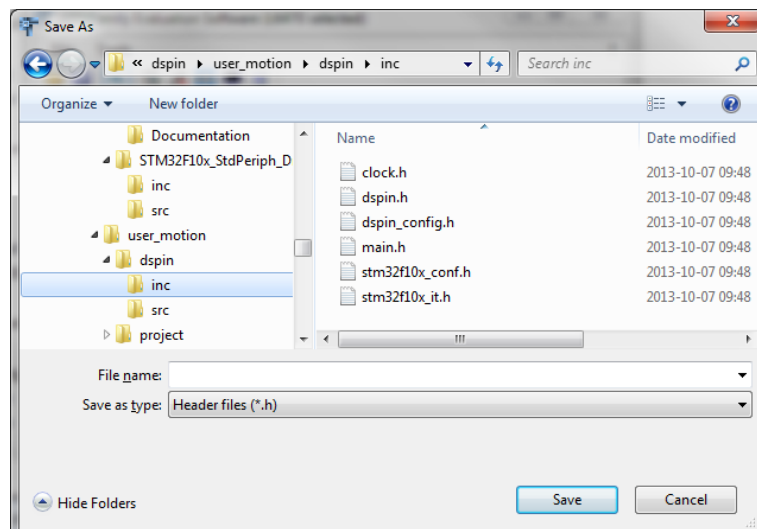 Save As
« dspin ▸ user_motion ▸ dspin ▸ inc
Search inc
Organize
New folder
Name
Date modified
Documentation
STM32F10x_StdPeriph_D
inc
src
user_motion
dspin
inc
src
project
clock.h 2013-10-07 09:48
dspin.h 2013-10-07 09:48
dspin_config.h 2013-10-07 09:48
main.h 2013-10-07 09:48
stm32f10x_conf.h 2013-10-07 09:48
stm32f10x_it.h 2013-10-07 09:48
File name:
Save as type: Header files (*.h)
Hide Folders
Save
Cancel